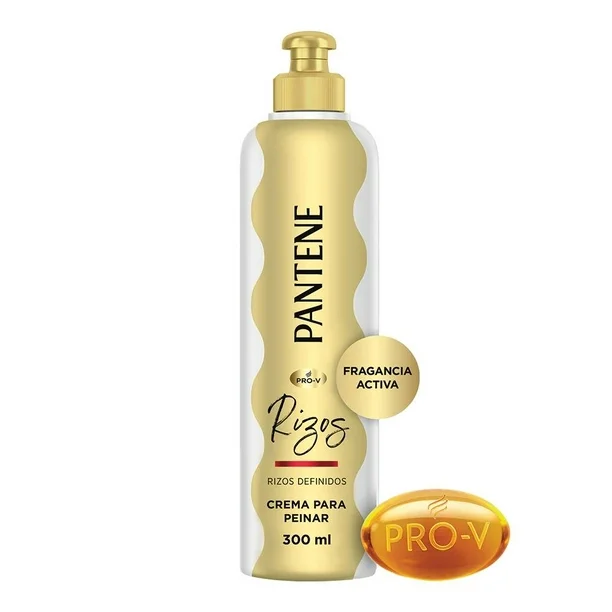 PANTENE
PRO-V
Rizos
RIZOS DEFINIDOS
CREMA PARA
PEINAR
300 ml
FRAGANCIA
ACTIVA
PRO-V